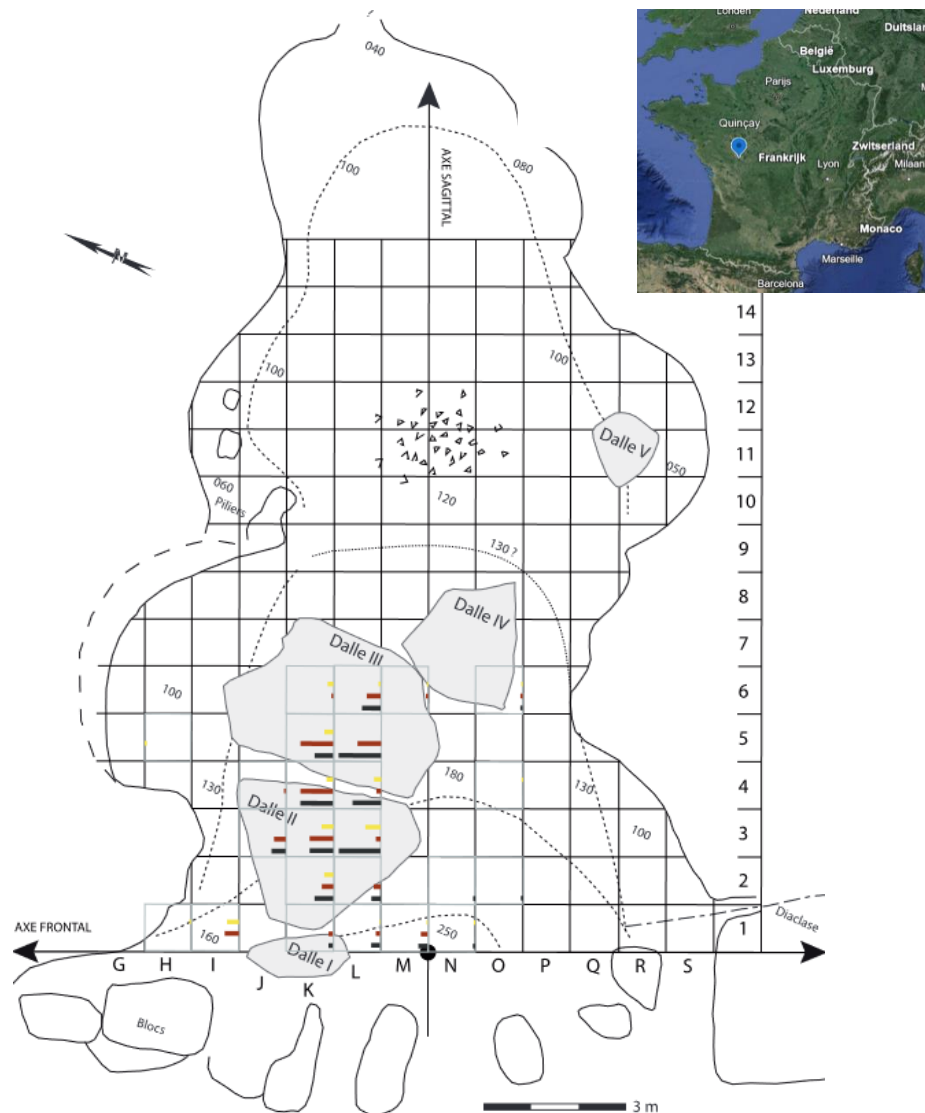 040
AXE SAGITTAL
100
080
N
Londen
Nederland
Duitslan
België
Luxemburg
Parijs
Quinçay
Zwitserland
Frankrijk
Lyon
Milaan
Monaco
Marseille
Barcelona
14
100
100
13
12
Dalle V
11
060
050
Piliers
120
10
130 ?
9
Dalle IV
8
Dalle III
7
100
6
5
130
180
130
4
Dalle II
100
3
2
Diaclase
AXE FRONTAL
160
250
1
Dalle I
G H I J K L M N O P Q R S
Blocs
3 m